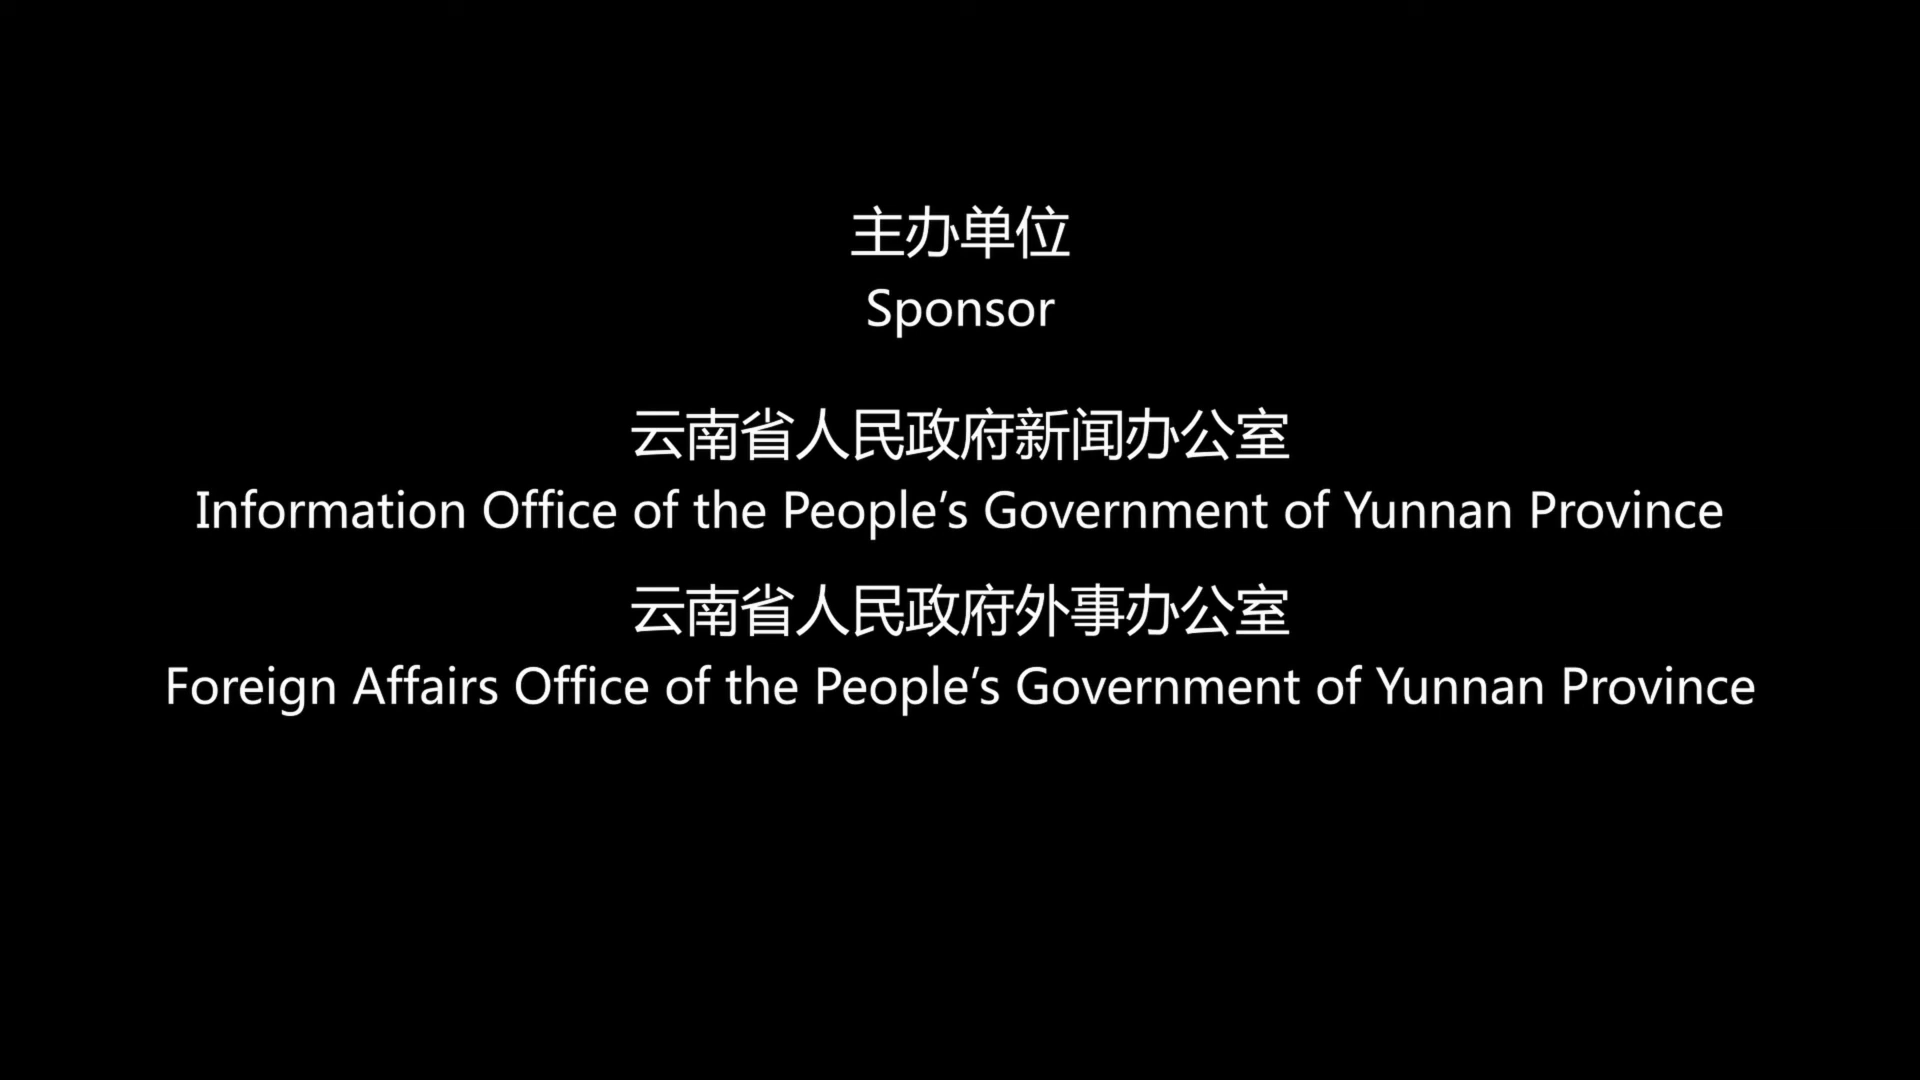 主办单位
Sponsor
云南省人民政府新闻办公室
Information Office of the People’s Government of Yunnan Province
云南省人民政府外事办公室
Foreign Affairs Office of the People’s Government of Yunnan Province